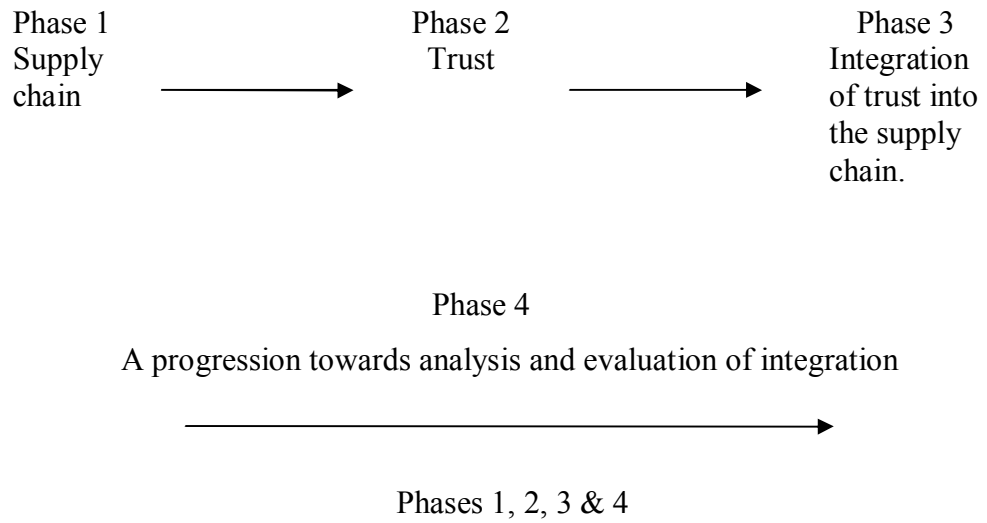 Phase 1
Supply
chain
Phase 2
Trust
Phase 3
Integration
of trust into
the supply
chain.
Phase 4
A progression towards analysis and evaluation of integration
Phases 1, 2, 3 & 4